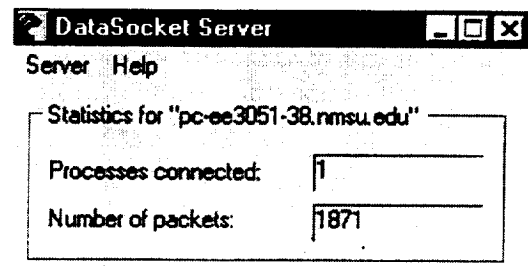 DataSocket Server
Server Help
Statistics for "pc-ee3051-38.nmsu.edu"
Processes connected: 1
Number of packets: 1871